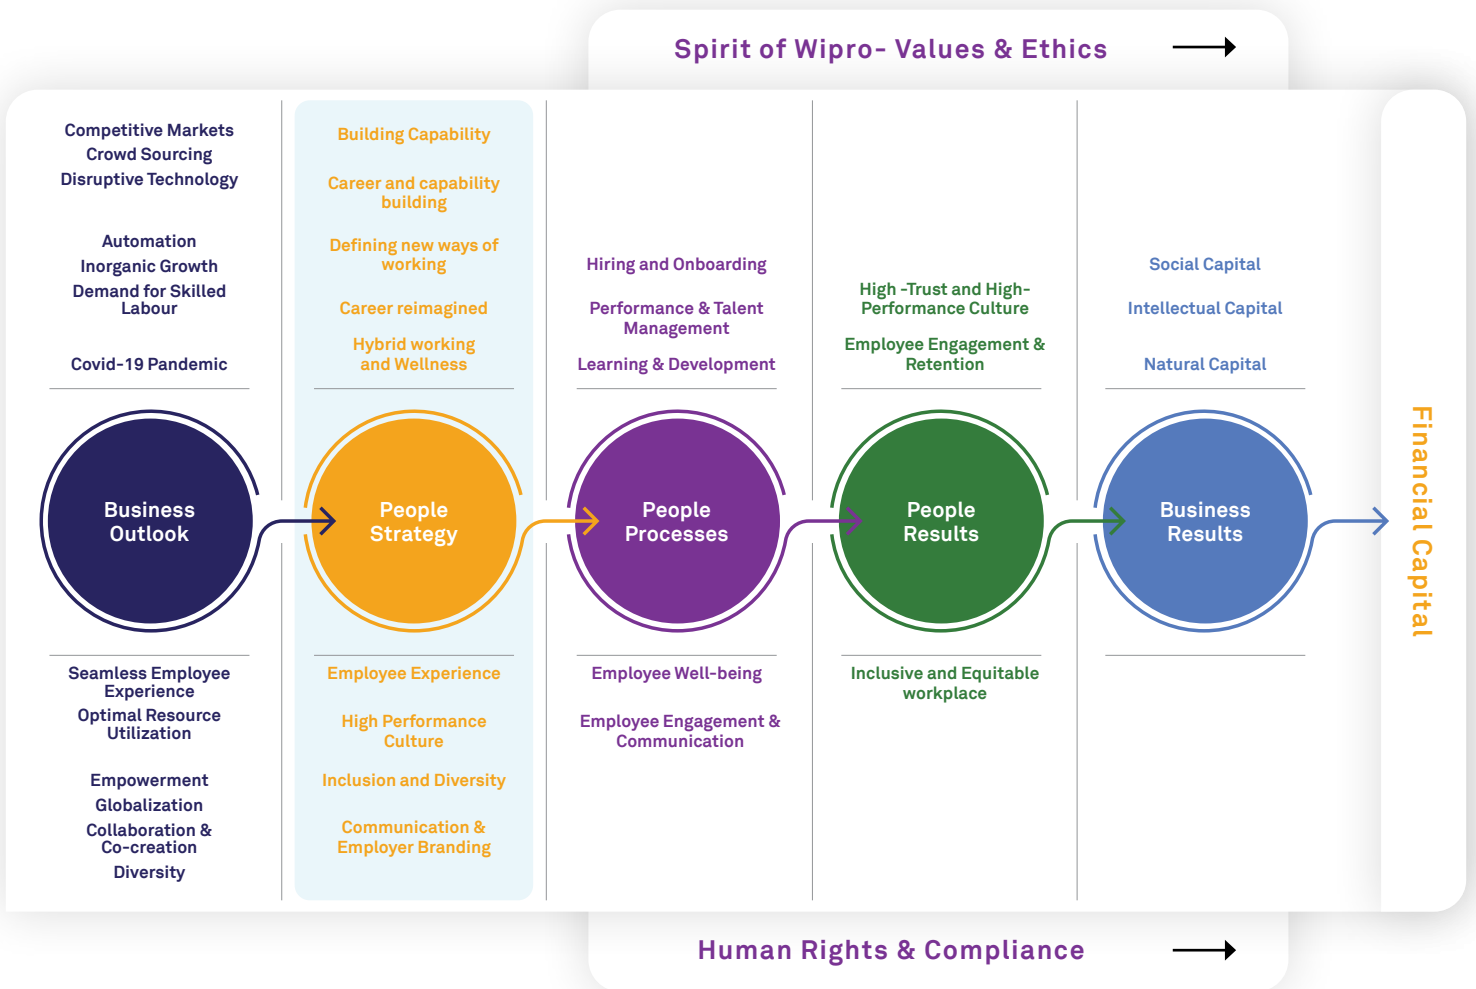 Spirit of Wipro- Values & Ethics
Competitive Markets
Crowd Sourcing
Disruptive Technology
Automation
Inorganic Growth
Demand for Skilled
Labour
Covid-19 Pandemic
Business
Outlook
Seamless Employee
Experience
Optimal Resource
Utilization
Empowerment
Globalization
Collaboration &
Co-creation
Diversity
Building Capability
Career and capability
building
Defining new ways of
working
Career reimagined
Hybrid working
and Wellness
People
Strategy
Employee Experience
High Performance
Culture
Inclusion and Diversity
Communication &
Employer Branding
Hiring and Onboarding
Performance & Talent
Management
Learning & Development
People
Processes
Employee Well-being
Employee Engagement &
Communication
High -Trust and High-
Performance Culture
Employee Engagement &
Retention
People
Results
Inclusive and Equitable
workplace
Social Capital
Intellectual Capital
Natural Capital
Business
Results
Financial Capital
Human Rights & Compliance